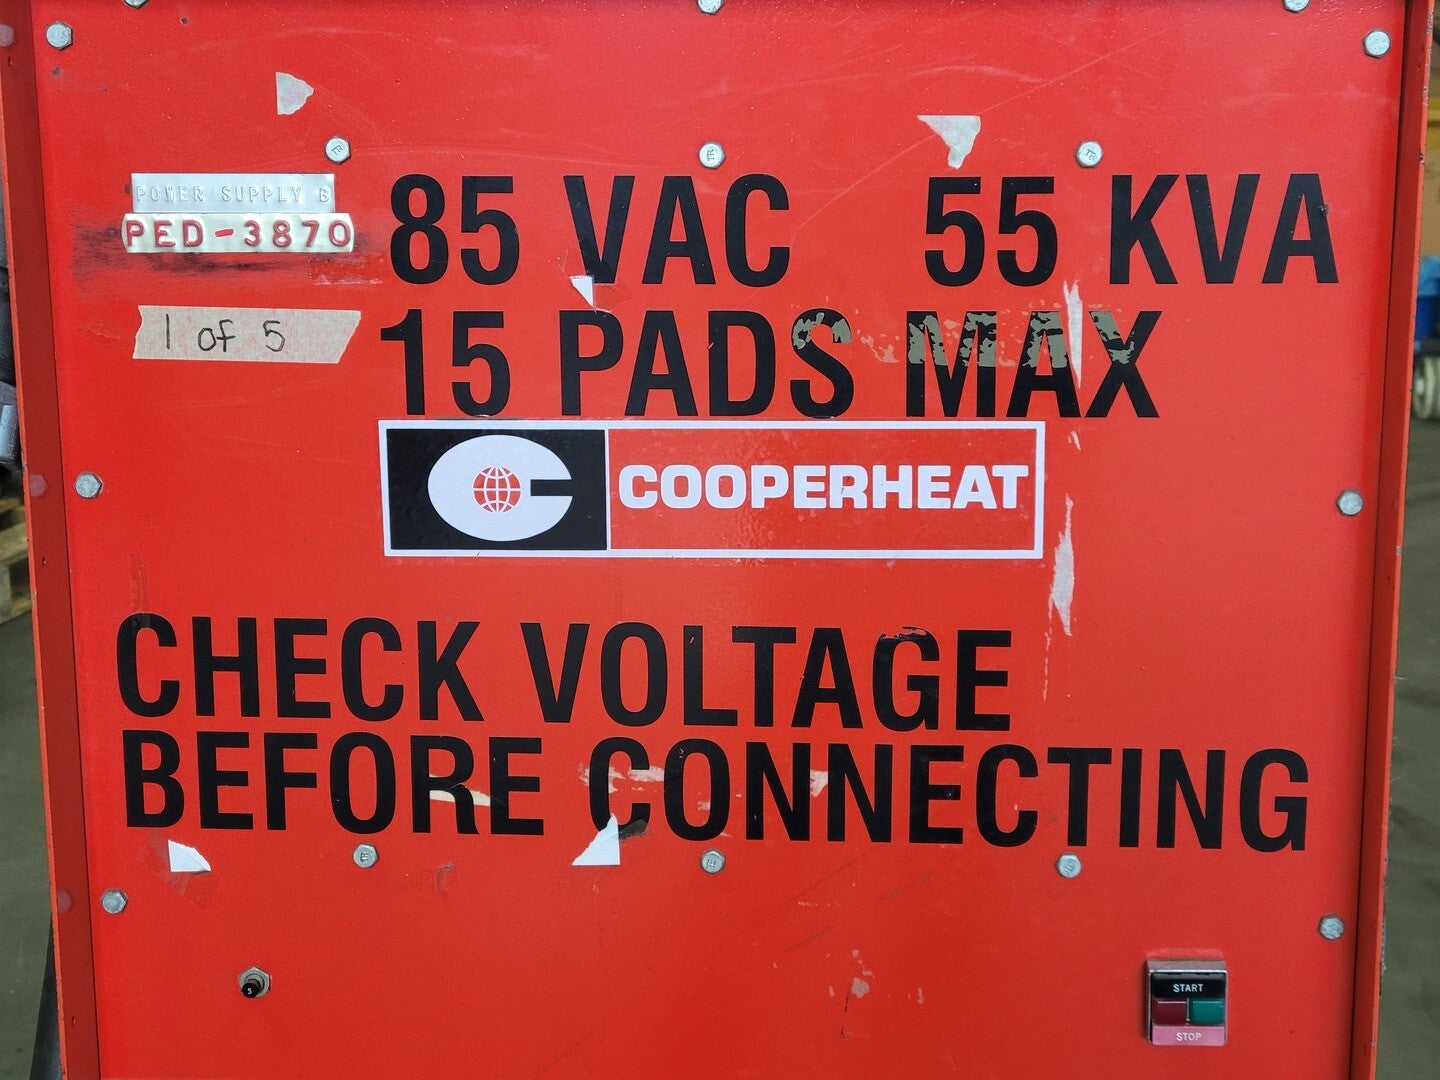 POWER SUPPLY B
PED-3870
85 VAC 55 KVA
1 of 5
15 PADS MAX
COOPERHEAT
CHECK VOLTAGE
BEFORE CONNECTING
5
START
STOP